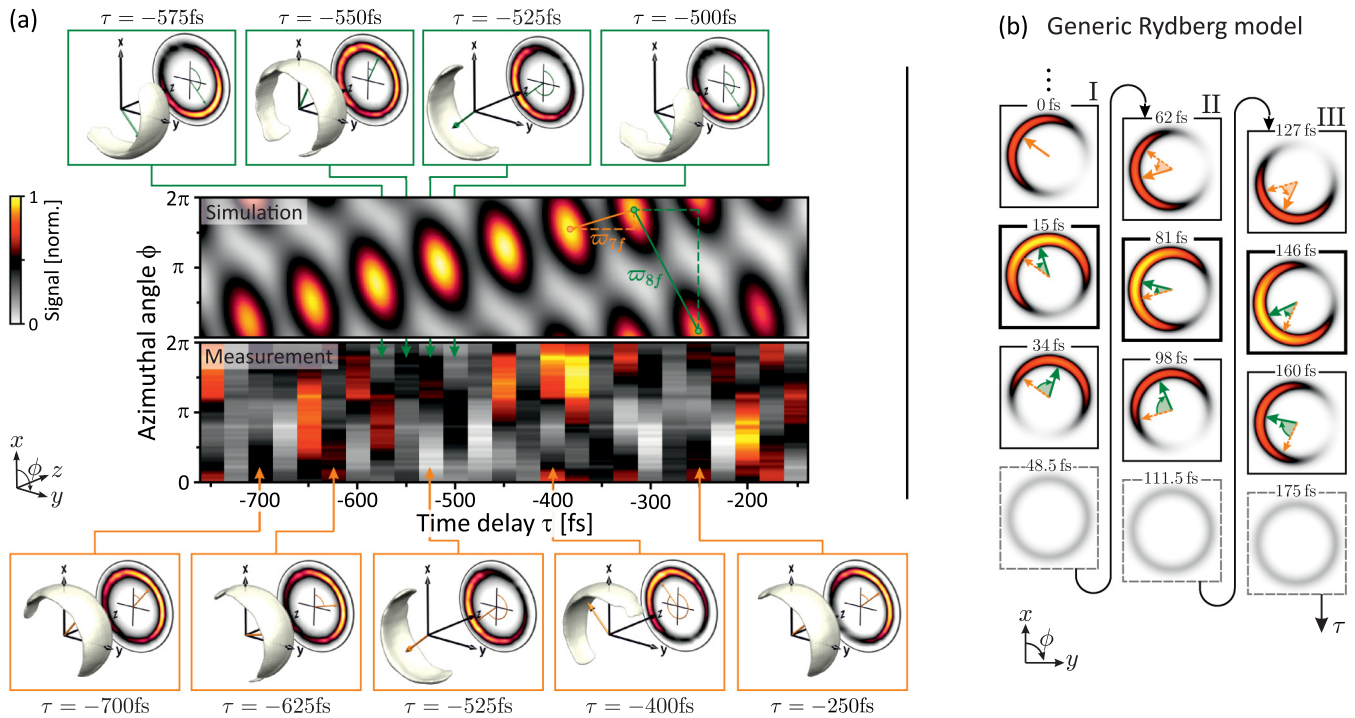 (a)
τ = −575fs
τ = −550fs
τ = −525fs
τ = −500fs
x
z
y
x
z
y
x
z
y
x
z
y
1
0
Signal [norm.]
Azimuthal angle ϕ
2π
π
0
Simulation
ϖ7f
ϖ8f
2π
π
0
Measurement
x
ϕ
z
y
-700
-600
-500
-400
-300
-200
Time delay τ [fs]
x
z
y
x
z
y
x
z
y
x
z
y
x
z
y
τ = −700fs
τ = −625fs
τ = −525fs
τ = −400fs
τ = −250fs
(b) Generic Rydberg model
I
0 fs
15 fs
34 fs
48.5 fs
II
62 fs
81 fs
98 fs
111.5 fs
III
127 fs
146 fs
160 fs
175 fs
τ
x
ϕ
y